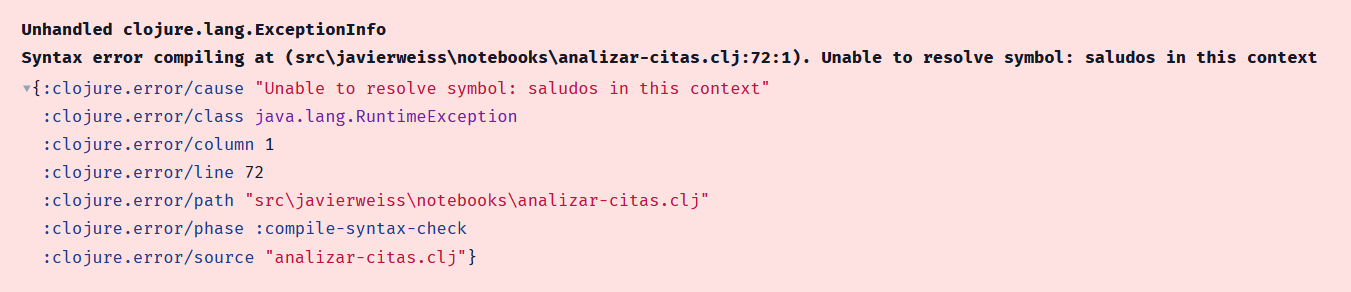 Unhandled clojure.lang.ExceptionInfo
Syntax error compiling at (src\javierweiss\notebooks\analizar-citas.clj:72:1). Unable to resolve symbol: saludos in this context
▼{:clojure.error/cause "Unable to resolve symbol: saludos in this context"
:clojure.error/class java.lang.RuntimeException
:clojure.error/column 1
:clojure.error/line 72
:clojure.error/path "src\javierweiss\notebooks\analizar-citas.clj"
:clojure.error/phase :compile-syntax-check
:clojure.error/source "analizar-citas.clj"}